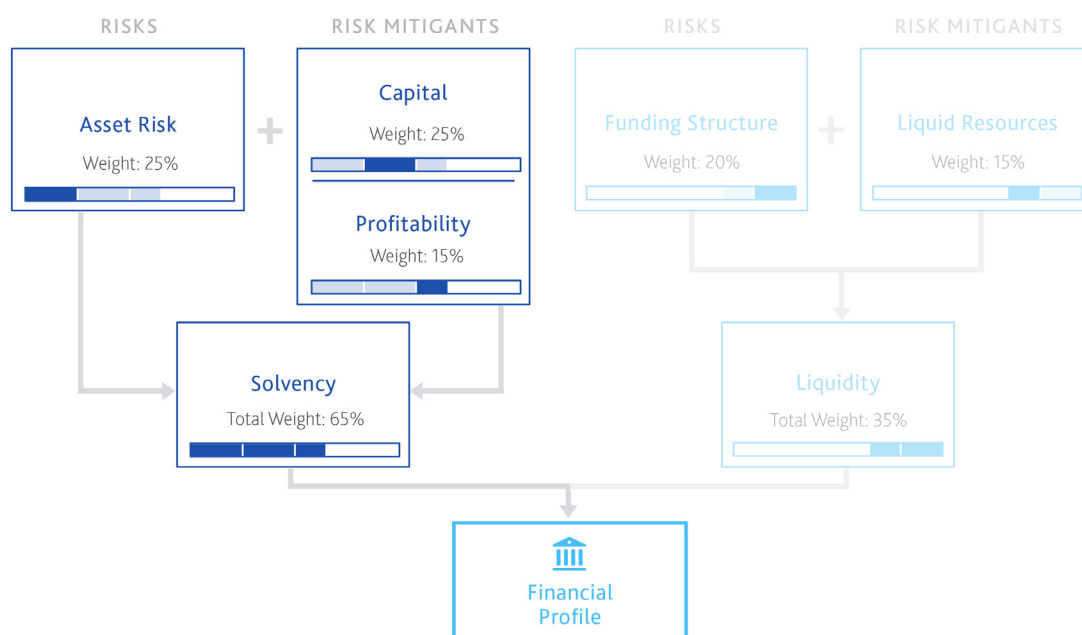 RISKS
RISK MITIGANTS
RISKS
RISK MITIGANTS
Asset Risk
Weight: 25%
Capital
Weight: 25%
Profitability
Weight: 15%
Funding Structure
Weight: 20%
Liquid Resources
Weight: 15%
Solvency
Total Weight: 65%
Liquidity
Total Weight: 35%
Financial
Profile